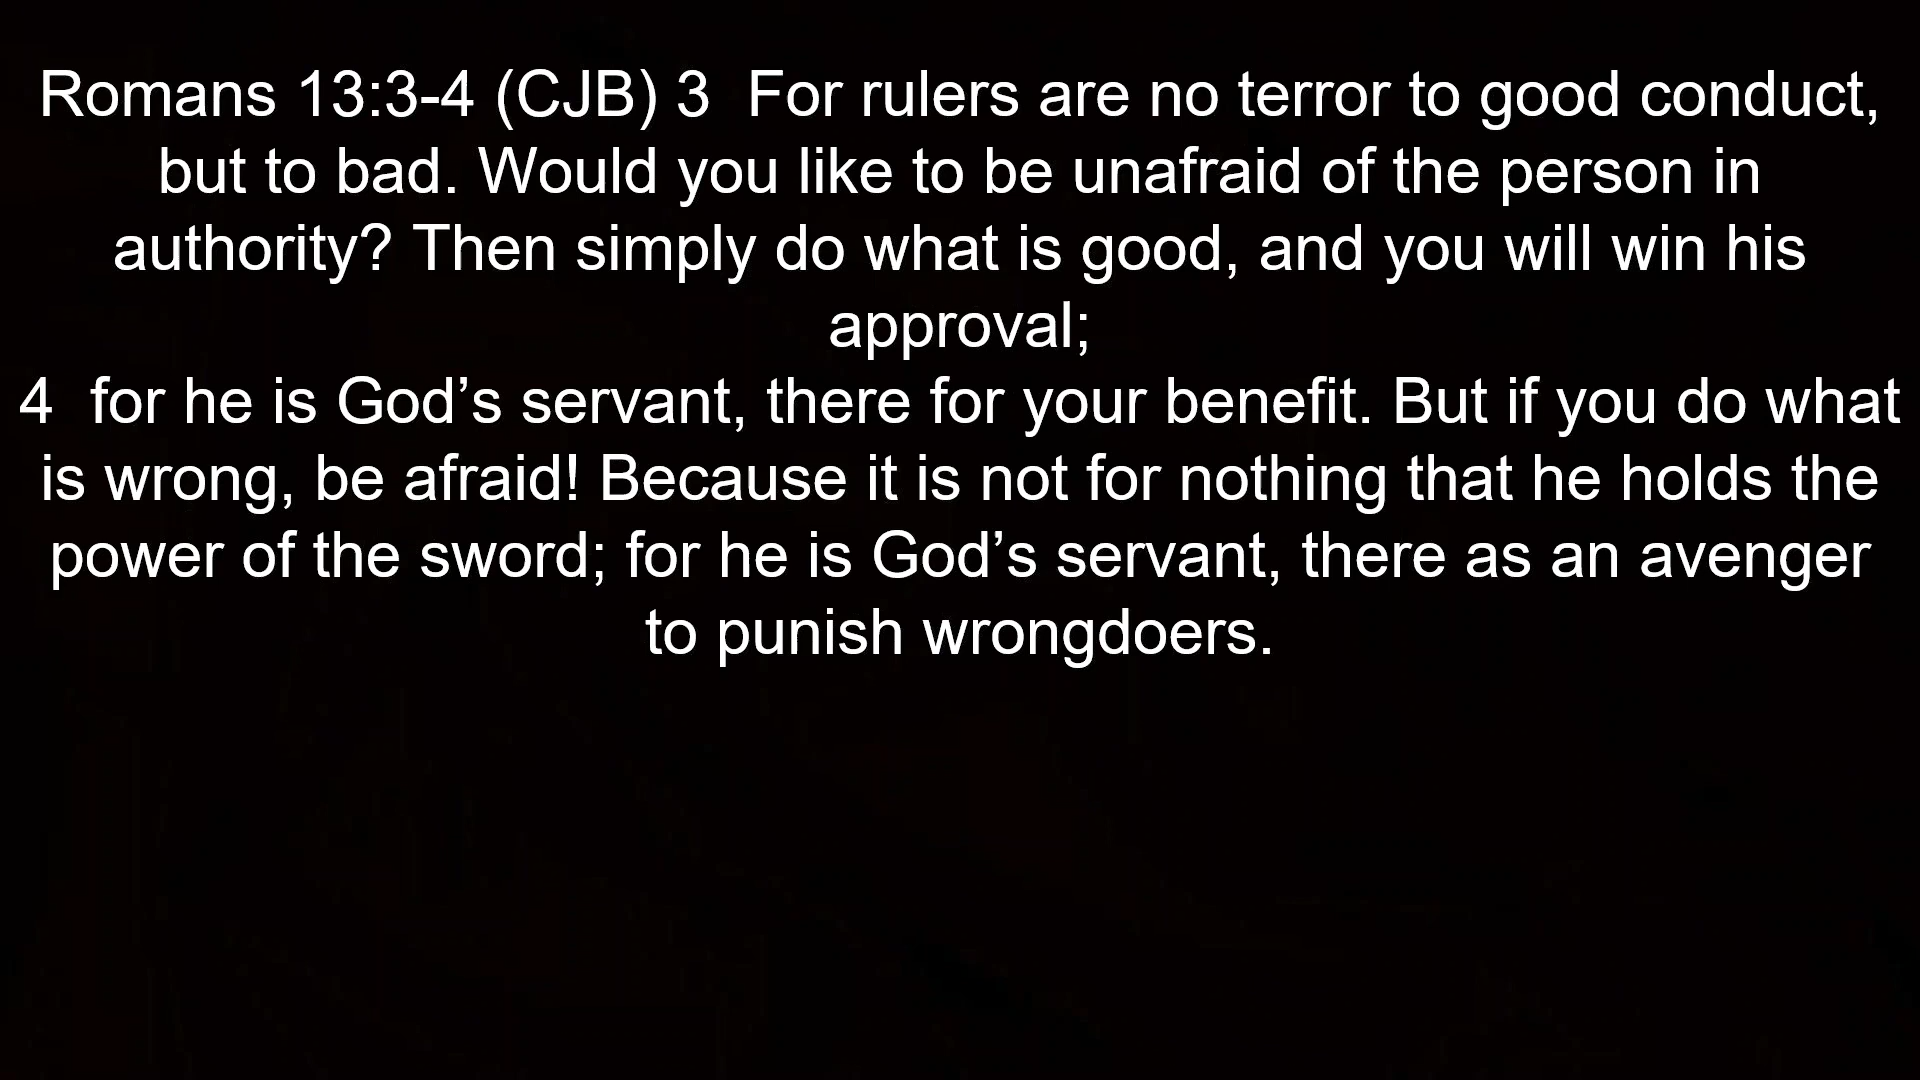 Romans 13:3-4 (CJB) 3  For rulers are no terror to good conduct,
but to bad. Would you like to be unafraid of the person in
authority? Then simply do what is good, and you will win his
approval;
4  for he is God’s servant, there for your benefit. But if you do what
is wrong, be afraid! Because it is not for nothing that he holds the
power of the sword; for he is God’s servant, there as an avenger
to punish wrongdoers.